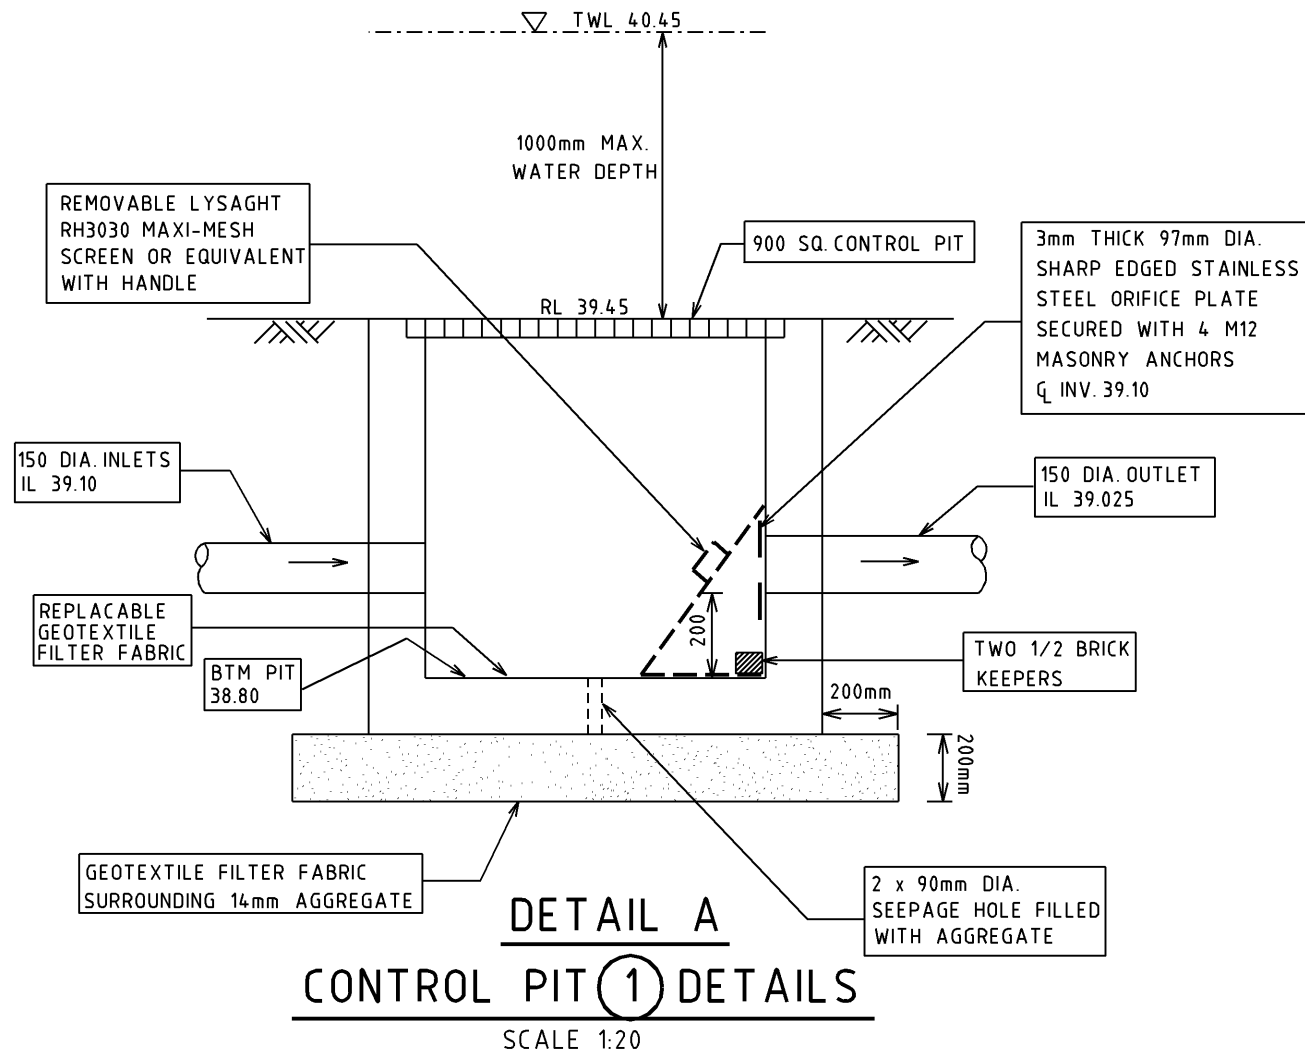 TWL 40.45
1000mm MAX.
WATER DEPTH
REMOVABLE LYSAGHT
RH3030 MAXI-MESH
SCREEN OR EQUIVALENT
WITH HANDLE
900 SQ. CONTROL PIT
3mm THICK 97mm DIA.
SHARP EDGED STAINLESS
STEEL ORIFICE PLATE
SECURED WITH 4 M12
MASONRY ANCHORS
℄ INV. 39.10
RL 39.45
150 DIA. INLETS
IL 39.10
150 DIA. OUTLET
IL 39.025
REPLACABLE
GEOTEXTILE
FILTER FABRIC
200
BTM PIT
38.80
TWO 1/2 BRICK
KEEPERS
200mm
200mm
GEOTEXTILE FILTER FABRIC
SURROUNDING 14mm AGGREGATE
2 x 90mm DIA.
SEEPAGE HOLE FILLED
WITH AGGREGATE
DETAIL A
CONTROL PIT 1 DETAILS
SCALE 1:20